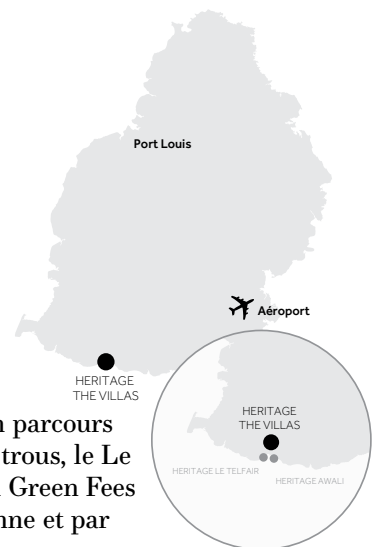 Port Louis
Aéroport
HERITAGE
THE VILLAS
HERITAGE
THE VILLAS
HERITAGE LE TELFAIR
HERITAGE AWALI
parcours
trous, le Le
Green Fees
et par